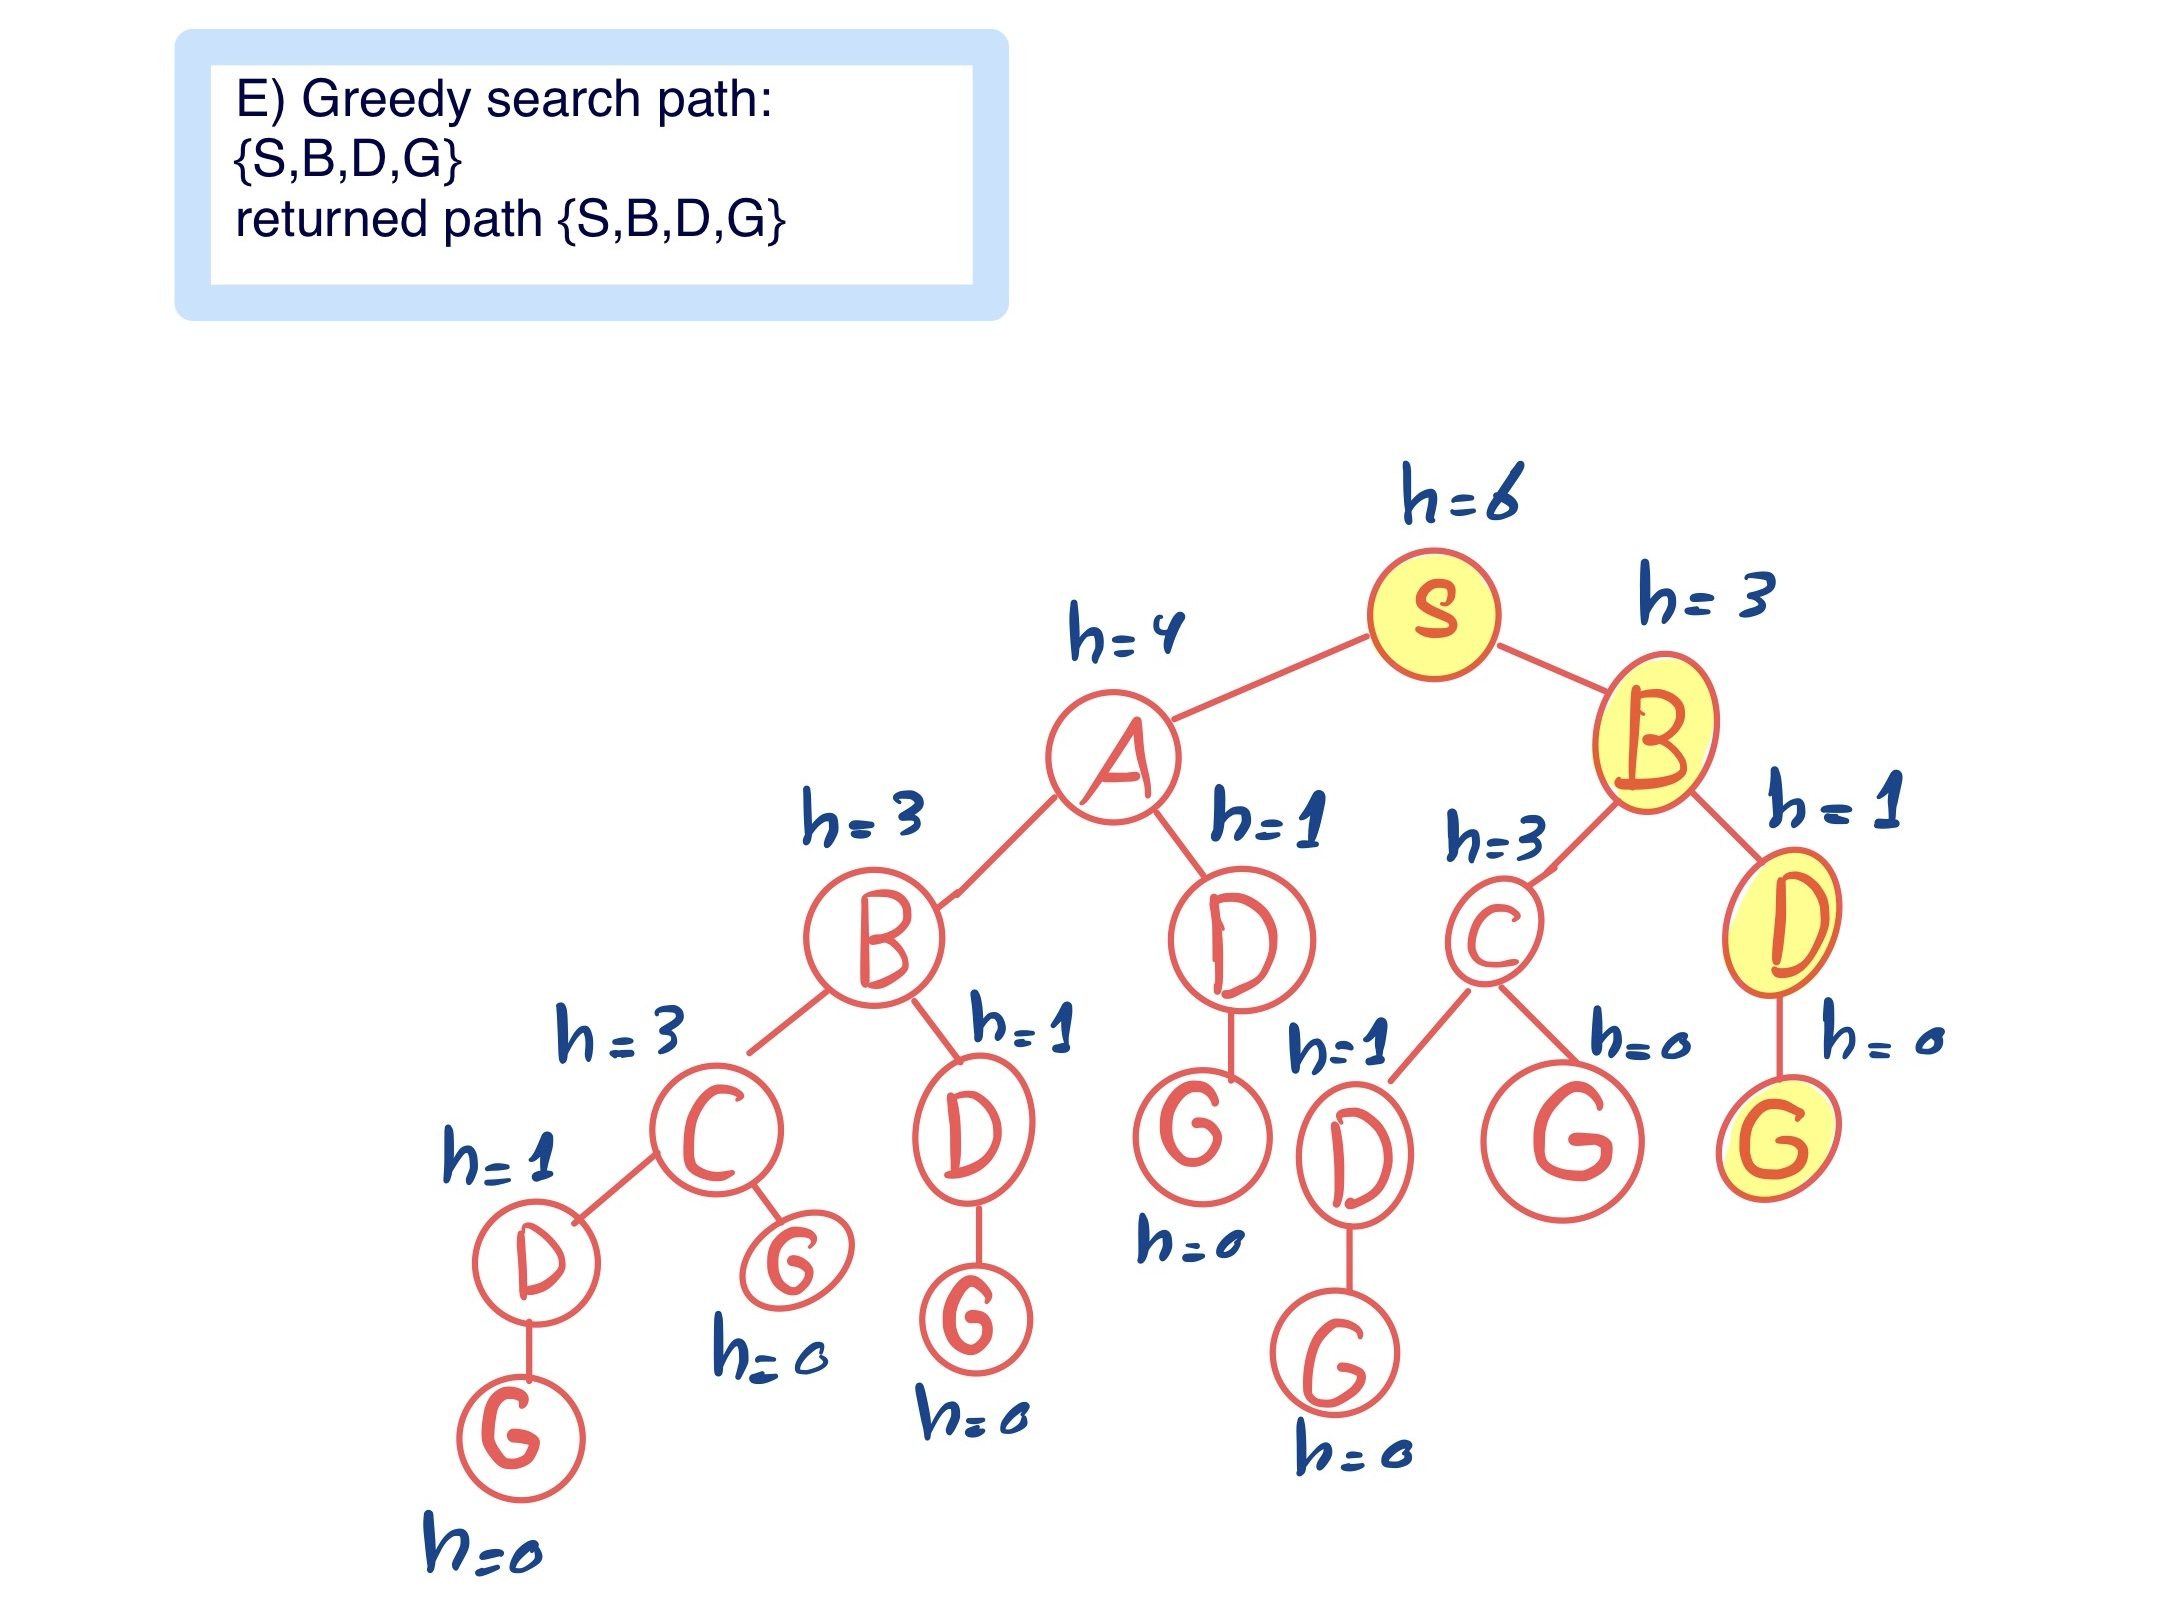 E) Greedy search path:
{S,B,D,G}
returned path {S,B,D,G}
h=6
S
h=3
h=4
B
A
h=1
h=3
h=1
h=3
D
B
D
C
h=3
h=1
h=1
h=0
h=0
C
D
G
D
G
G
h=1
h=0
D
G
h=0
G
G
h=0
h=0
G
h=0